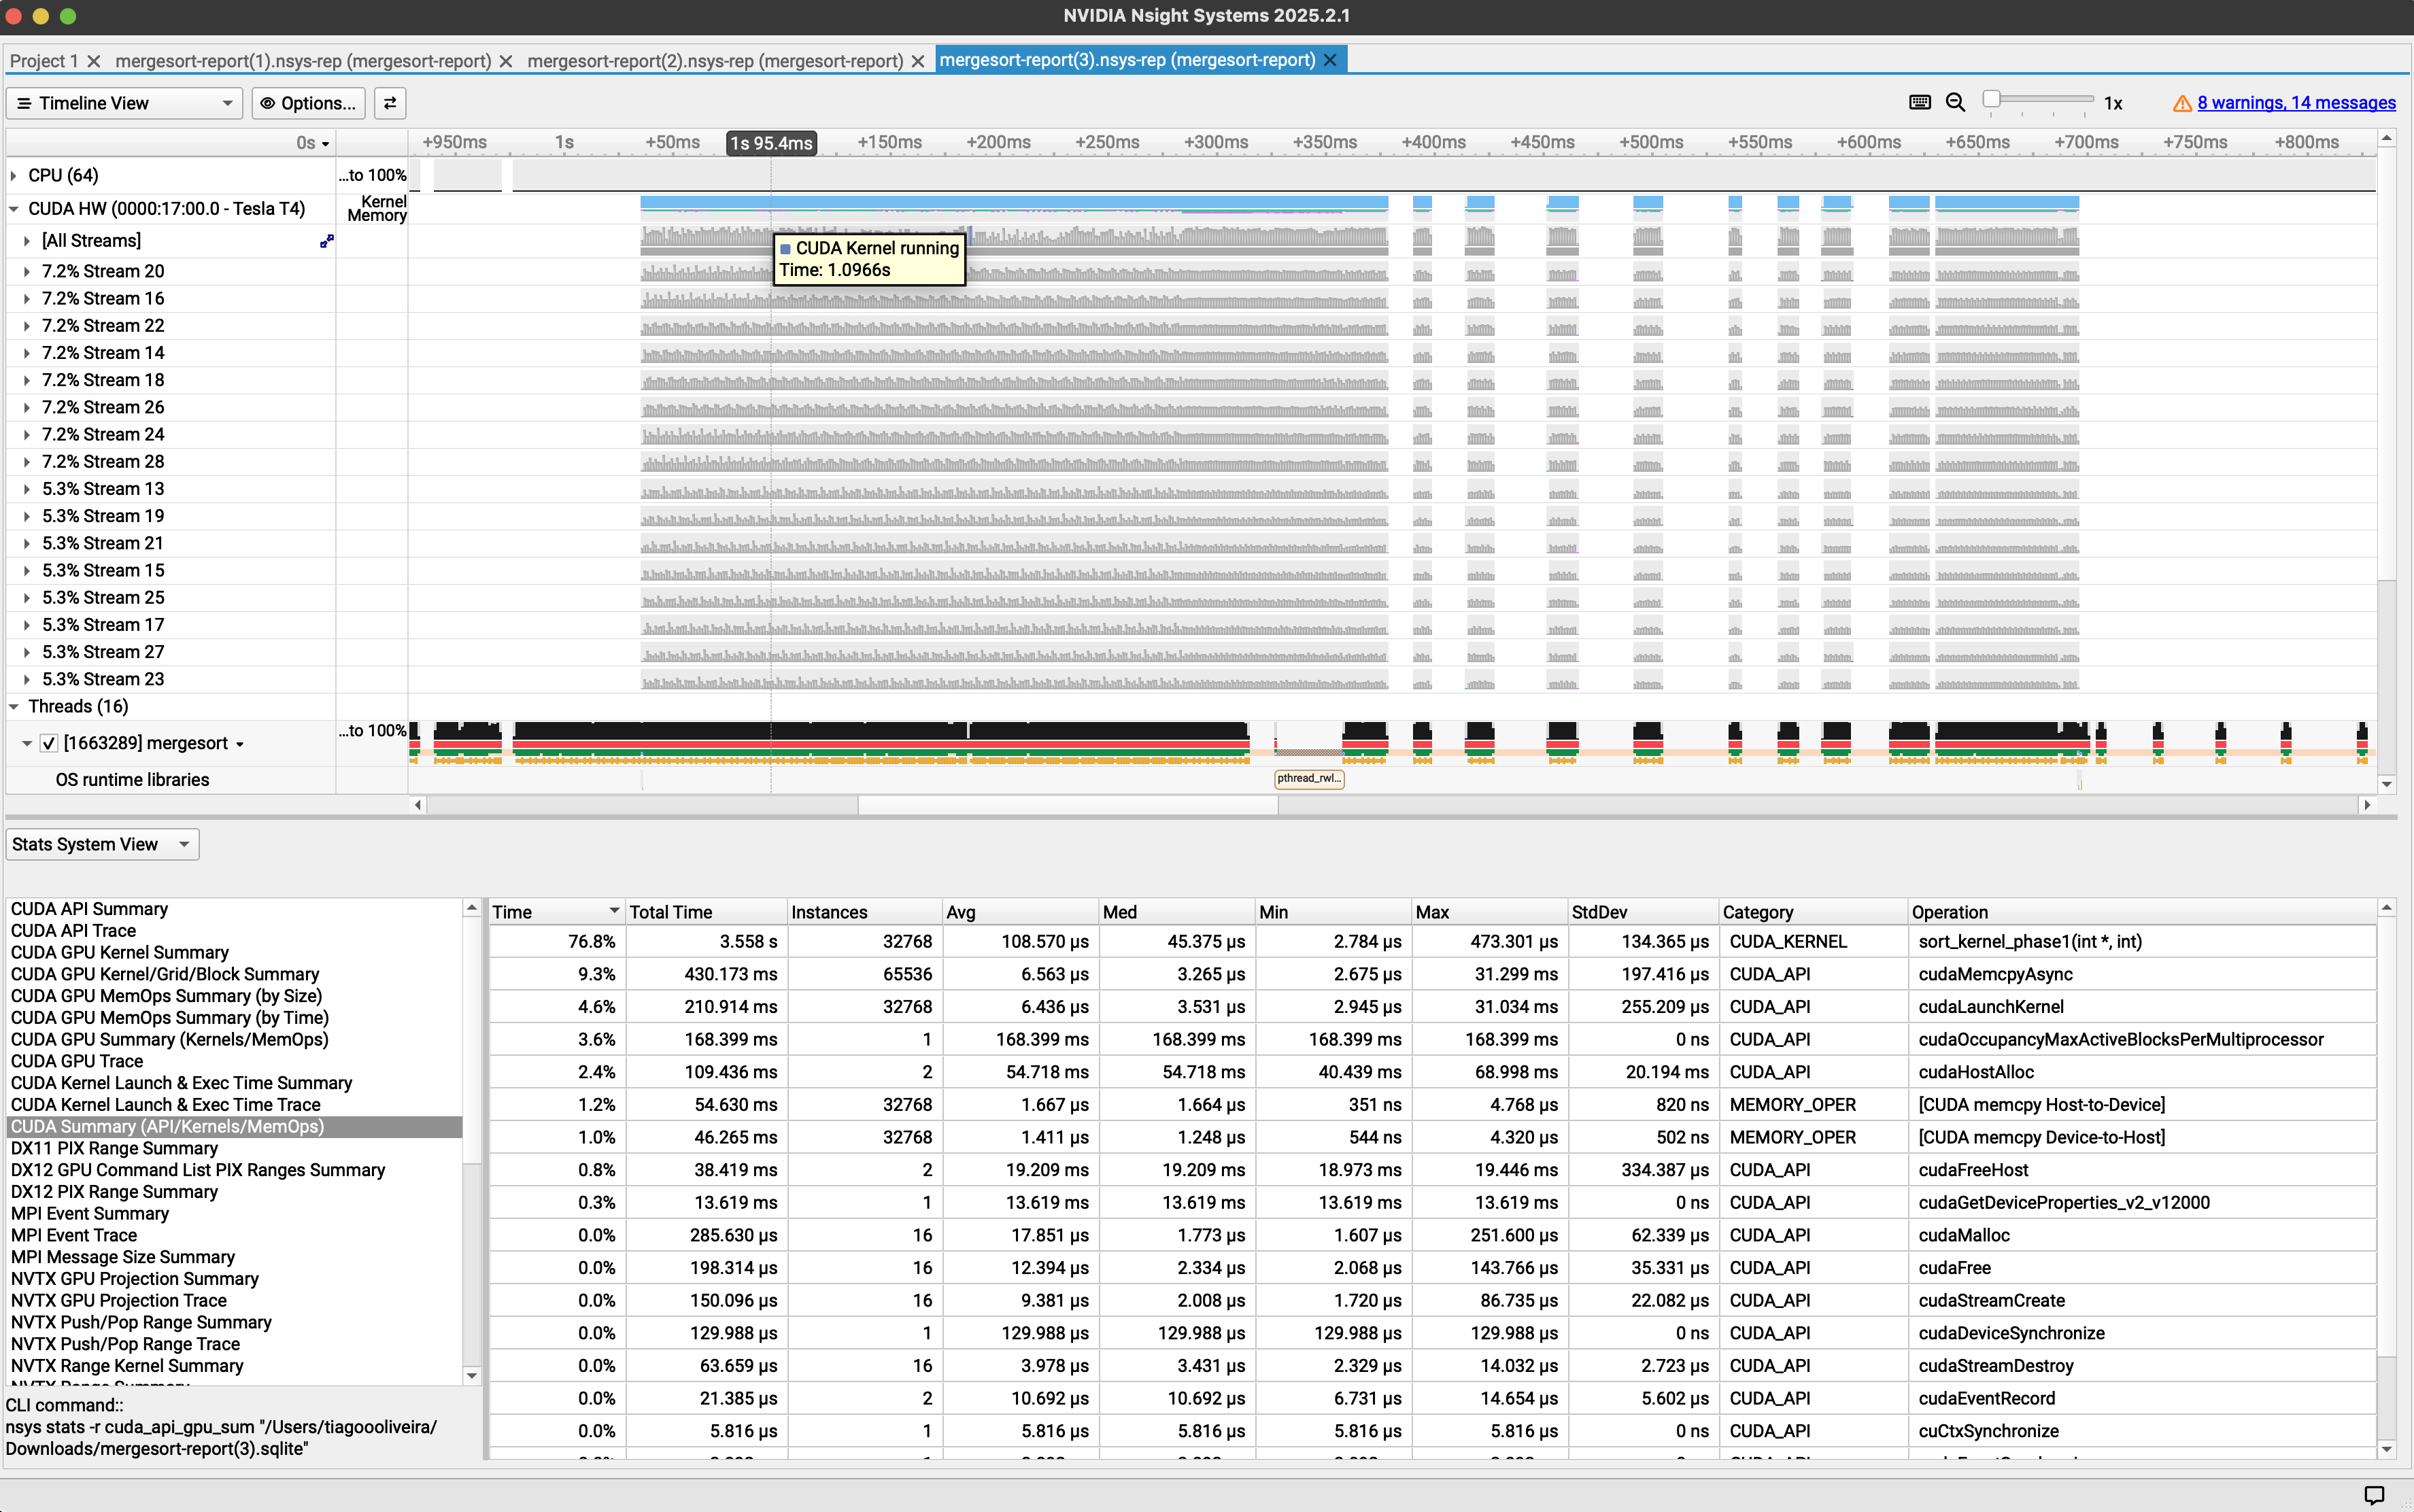 NVIDIA Nsight Systems 2025.2.1
Project 1 mergesort-report(1).nsys-rep (mergesort-report) mergesort-report(2).nsys-rep (mergesort-report) mergesort-report(3).nsys-rep (mergesort-report)
Timeline View Options... 1x 8 warnings, 14 messages
0s +950ms 1s +50ms 1s 95.4ms +150ms +200ms +250ms +300ms +350ms +400ms +450ms +500ms +550ms +600ms +650ms +700ms +750ms +800ms
CPU (64) ...to 100%
CUDA HW (0000:17:00.0 - Tesla T4) Kernel
Memory
[All Streams]
CUDA Kernel running
Time: 1.0966s
7.2% Stream 20
7.2% Stream 16
7.2% Stream 22
7.2% Stream 14
7.2% Stream 18
7.2% Stream 26
7.2% Stream 24
7.2% Stream 28
5.3% Stream 13
5.3% Stream 19
5.3% Stream 21
5.3% Stream 15
5.3% Stream 25
5.3% Stream 17
5.3% Stream 27
5.3% Stream 23
Threads (16)
[1663289] mergesort ...to 100%
OS runtime libraries pthread_rwl...
Stats System View
CUDA API Summary
CUDA API Trace
CUDA GPU Kernel Summary
CUDA GPU Kernel/Grid/Block Summary
CUDA GPU MemOps Summary (by Size)
CUDA GPU MemOps Summary (by Time)
CUDA GPU Summary (Kernels/MemOps)
CUDA GPU Trace
CUDA Kernel Launch & Exec Time Summary
CUDA Kernel Launch & Exec Time Trace
CUDA Summary (API/Kernels/MemOps)
DX11 PIX Range Summary
DX12 GPU Command List PIX Ranges Summary
DX12 PIX Range Summary
MPI Event Summary
MPI Event Trace
MPI Message Size Summary
NVTX GPU Projection Summary
NVTX GPU Projection Trace
NVTX Push/Pop Range Summary
NVTX Push/Pop Range Trace
NVTX Range Kernel Summary
NVTX Range Summary
CLI command::
nsys stats -r cuda_api_gpu_sum "/Users/tiagoooliveira/
Downloads/mergesort-report(3).sqlite"
Time Total Time Instances Avg Med Min Max StdDev Category Operation
76.8% 3.558 s 32768 108.570 μs 45.375 μs 2.784 μs 473.301 μs 134.365 μs CUDA_KERNEL sort_kernel_phase1(int *, int)
9.3% 430.173 ms 65536 6.563 μs 3.265 μs 2.675 μs 31.299 ms 197.416 μs CUDA_API cudaMemcpyAsync
4.6% 210.914 ms 32768 6.436 μs 3.531 μs 2.945 μs 31.034 ms 255.209 μs CUDA_API cudaLaunchKernel
3.6% 168.399 ms 1 168.399 ms 168.399 ms 168.399 ms 168.399 ms 0 ns CUDA_API cudaOccupancyMaxActiveBlocksPerMultiprocessor
2.4% 109.436 ms 2 54.718 ms 54.718 ms 40.439 ms 68.998 ms 20.194 ms CUDA_API cudaHostAlloc
1.2% 54.630 ms 32768 1.667 μs 1.664 μs 351 ns 4.768 μs 820 ns MEMORY_OPER [CUDA memcpy Host-to-Device]
1.0% 46.265 ms 32768 1.411 μs 1.248 μs 544 ns 4.320 μs 502 ns MEMORY_OPER [CUDA memcpy Device-to-Host]
0.8% 38.419 ms 2 19.209 ms 19.209 ms 18.973 ms 19.446 ms 334.387 μs CUDA_API cudaFreeHost
0.3% 13.619 ms 1 13.619 ms 13.619 ms 13.619 ms 13.619 ms 0 ns CUDA_API cudaGetDeviceProperties_v2_v12000
0.0% 285.630 μs 16 17.851 μs 1.773 μs 1.607 μs 251.600 μs 62.339 μs CUDA_API cudaMalloc
0.0% 198.314 μs 16 12.394 μs 2.334 μs 2.068 μs 143.766 μs 35.331 μs CUDA_API cudaFree
0.0% 150.096 μs 16 9.381 μs 2.008 μs 1.720 μs 86.735 μs 22.082 μs CUDA_API cudaStreamCreate
0.0% 129.988 μs 1 129.988 μs 129.988 μs 129.988 μs 129.988 μs 0 ns CUDA_API cudaDeviceSynchronize
0.0% 63.659 μs 16 3.978 μs 3.431 μs 2.329 μs 14.032 μs 2.723 μs CUDA_API cudaStreamDestroy
0.0% 21.385 μs 2 10.692 μs 10.692 μs 6.731 μs 14.654 μs 5.602 μs CUDA_API cudaEventRecord
0.0% 5.816 μs 1 5.816 μs 5.816 μs 5.816 μs 5.816 μs 0 ns CUDA_API cuCtxSynchronize